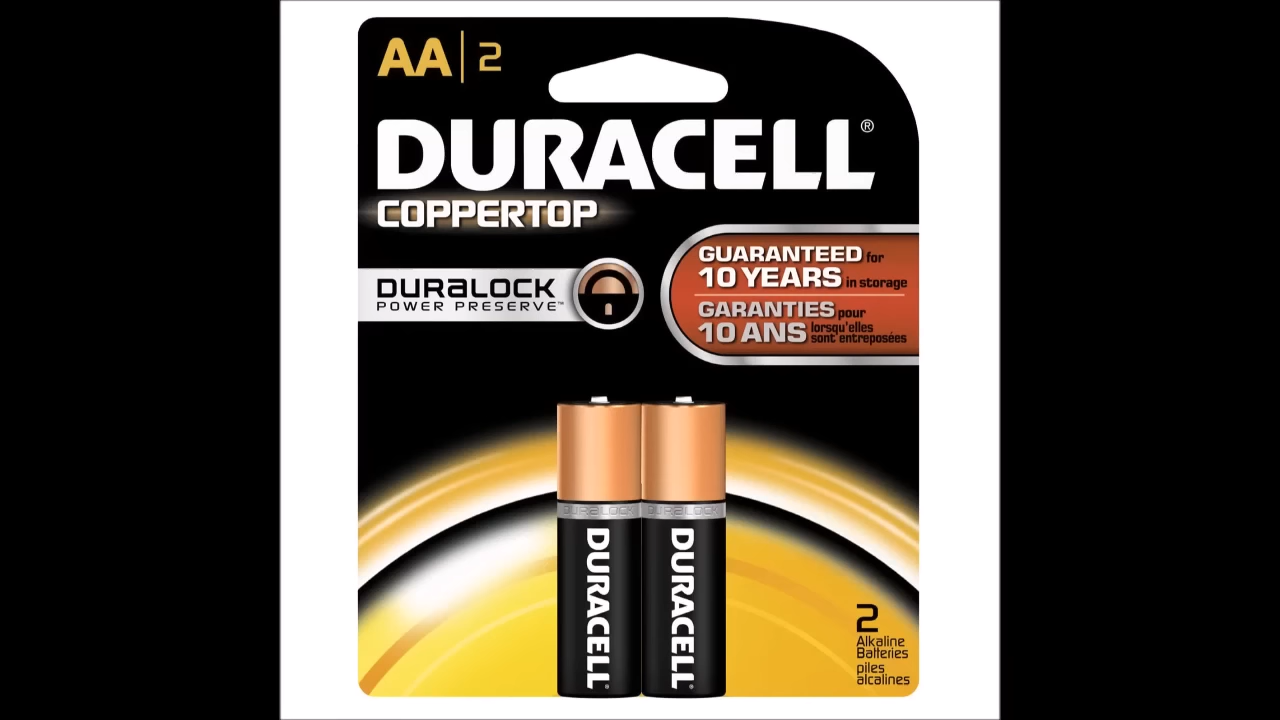 AA|2
DURACELL®
COPPERTOP
DURALOCK
POWER PRESERVE™
GUARANTEED for
10 YEARS in storage
GARANTIES pour
10 ANS lorsqu'elles
sont entreposées
DURALOCK DURALOCK
DURACELL®
DURACELL®
2
Alkaline
Batteries
piles
alcalines